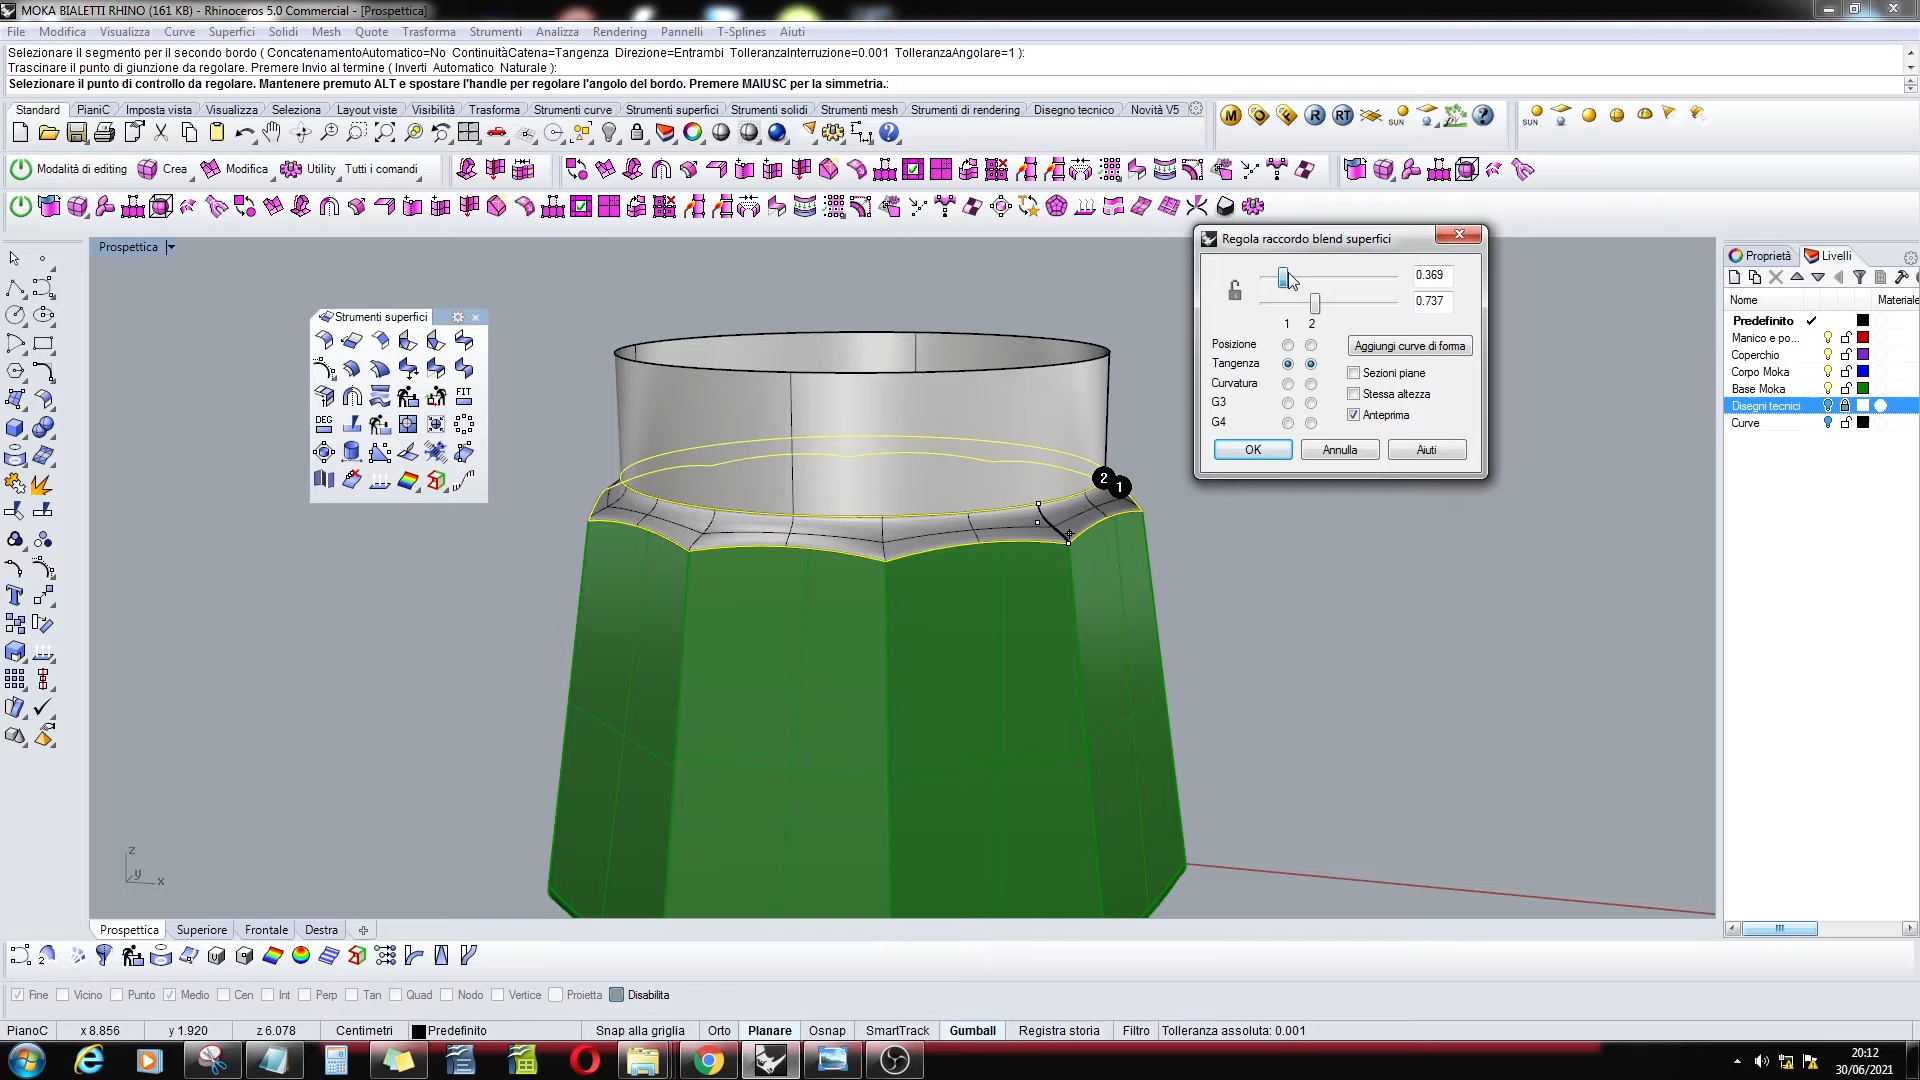 MOKA BIALETTI RHINO (161 KB) - Rhinoceros 5.0 Commercial - [Prospettica]
File Modifica Visualizza Curve Superfici Solidi Mesh Quote Trasforma Strumenti Analizza Rendering Pannelli T-Splines Aiuti
Selezionare il segmento per il secondo bordo ( ConcatenamentoAutomatico=No ContinuitàCatena=Tangenza Direzione=Entrambi TolleranzaInterruzione=0.001 TolleranzaAngolare=1 ):
Trascinare il punto di giunzione da regolare. Premere Invio al termine ( Inverti Automatico Naturale ):
Selezionare il punto di controllo da regolare. Mantenere premuto ALT e spostare l'handle per regolare l'angolo del bordo. Premere MAIUSC per la simmetria.:
Standard PianiC Imposta vista Visualizza Seleziona Layout viste Visibilità Trasforma Strumenti curve Strumenti superfici Strumenti solidi Strumenti mesh Strumenti di rendering Disegno tecnico Novità V5
M R RT SUN SUN
Modalità di editing Crea Modifica Utility Tutti i comandi
Prospettica
Strumenti superfici
FIT
DEG
Regola raccordo blend superfici
0.369
0.737
1 2
Posizione
Tangenza
Curvatura
G3
G4
Aggiungi curve di forma
Sezioni piane
Stessa altezza
Anteprima
OK Annulla Aiuti
Proprietà Livelli
Nome Materiale
Predefinito
Manico e po...
Coperchio
Corpo Moka
Base Moka
Disegni tecnici
Curve
2 1
z
y x
Prospettica Superiore Frontale Destra
Fine Vicino Punto Medio Cen Int Perp Tan Quad Nodo Vertice Proietta Disabilita
PianoC x 8.856 y 1.920 z 6.078 Centimetri Predefinito Snap alla griglia Orto Planare Osnap SmartTrack Gumball Registra storia Filtro Tolleranza assoluta: 0.001
20:12
30/06/2021